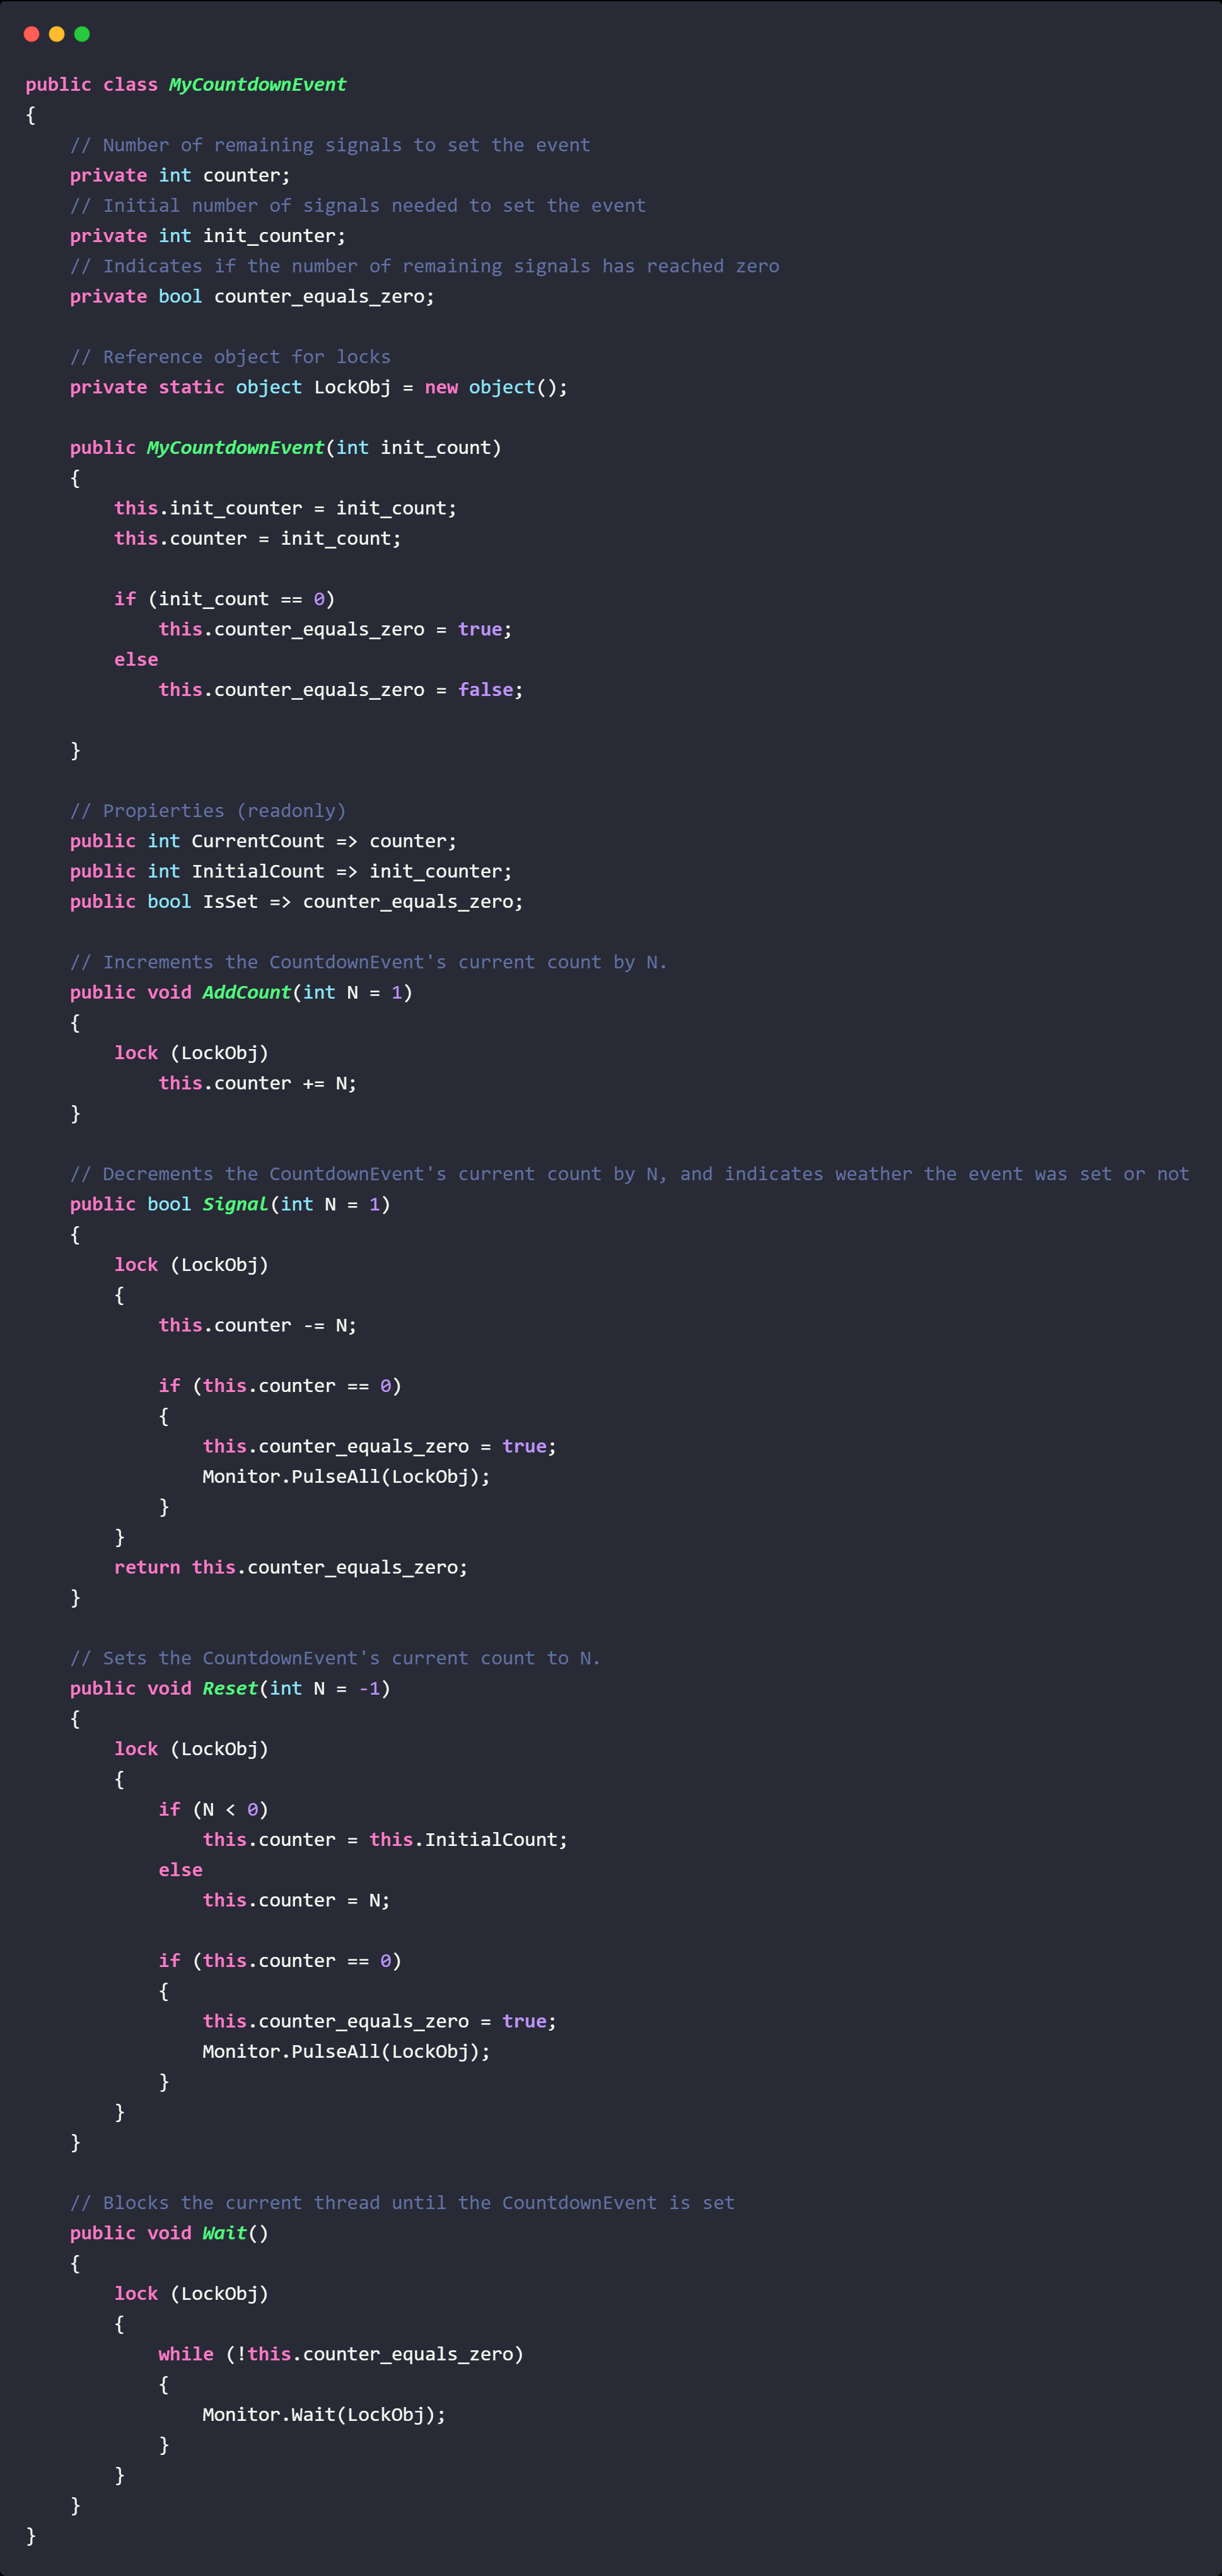 public class MyCountdownEvent
{
    // Number of remaining signals to set the event
    private int counter;
    // Initial number of signals needed to set the event
    private int init_counter;
    // Indicates if the number of remaining signals has reached zero
    private bool counter_equals_zero;

    // Reference object for locks
    private static object LockObj = new object();

    public MyCountdownEvent(int init_count)
    {
        this.init_counter = init_count;
        this.counter = init_count;

        if (init_count == 0)
            this.counter_equals_zero = true;
        else
            this.counter_equals_zero = false;

    }

    // Propierties (readonly)
    public int CurrentCount => counter;
    public int InitialCount => init_counter;
    public bool IsSet => counter_equals_zero;

    // Increments the CountdownEvent's current count by N.
    public void AddCount(int N = 1)
    {
        lock (LockObj)
            this.counter += N;
    }

    // Decrements the CountdownEvent's current count by N, and indicates weather the event was set or not
    public bool Signal(int N = 1)
    {
        lock (LockObj)
        {
            this.counter -= N;

            if (this.counter == 0)
            {
                this.counter_equals_zero = true;
                Monitor.PulseAll(LockObj);
            }
        }
        return this.counter_equals_zero;
    }

    // Sets the CountdownEvent's current count to N.
    public void Reset(int N = -1)
    {
        lock (LockObj)
        {
            if (N < 0)
                this.counter = this.InitialCount;
            else
                this.counter = N;

            if (this.counter == 0)
            {
                this.counter_equals_zero = true;
                Monitor.PulseAll(LockObj);
            }
        }
    }

    // Blocks the current thread until the CountdownEvent is set
    public void Wait()
    {
        lock (LockObj)
        {
            while (!this.counter_equals_zero)
            {
                Monitor.Wait(LockObj);
            }
        }
    }
}